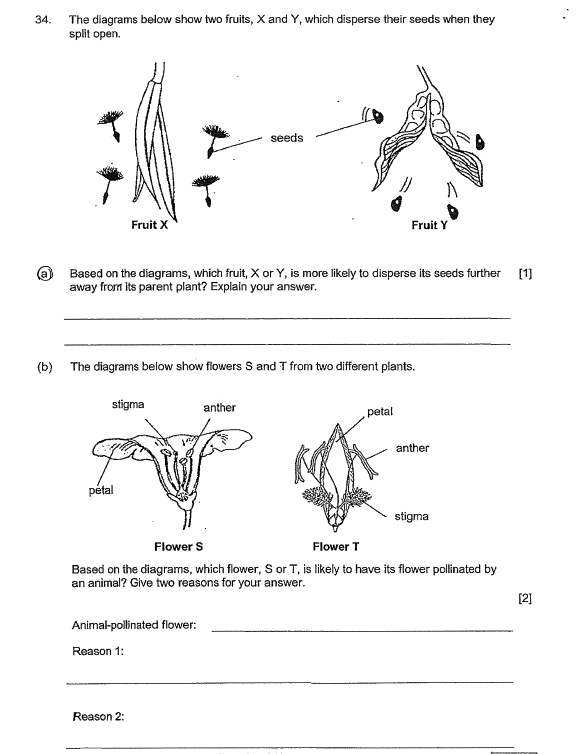 34. The diagrams below show two fruits, X and Y, which disperse their seeds when they
split open.
seeds
Fruit X
Fruit Y
(a) Based on the diagrams, which fruit, X or Y, is more likely to disperse its seeds further [1]
away from its parent plant? Explain your answer.
(b) The diagrams below show flowers S and T from two different plants.
stigma
anther
petal
petal
anther
stigma
Flower S
Flower T
Based on the diagrams, which flower, S or T, is likely to have its flower pollinated by
an animal? Give two reasons for your answer.
[2]
Animal-pollinated flower:
Reason 1:
Reason 2: